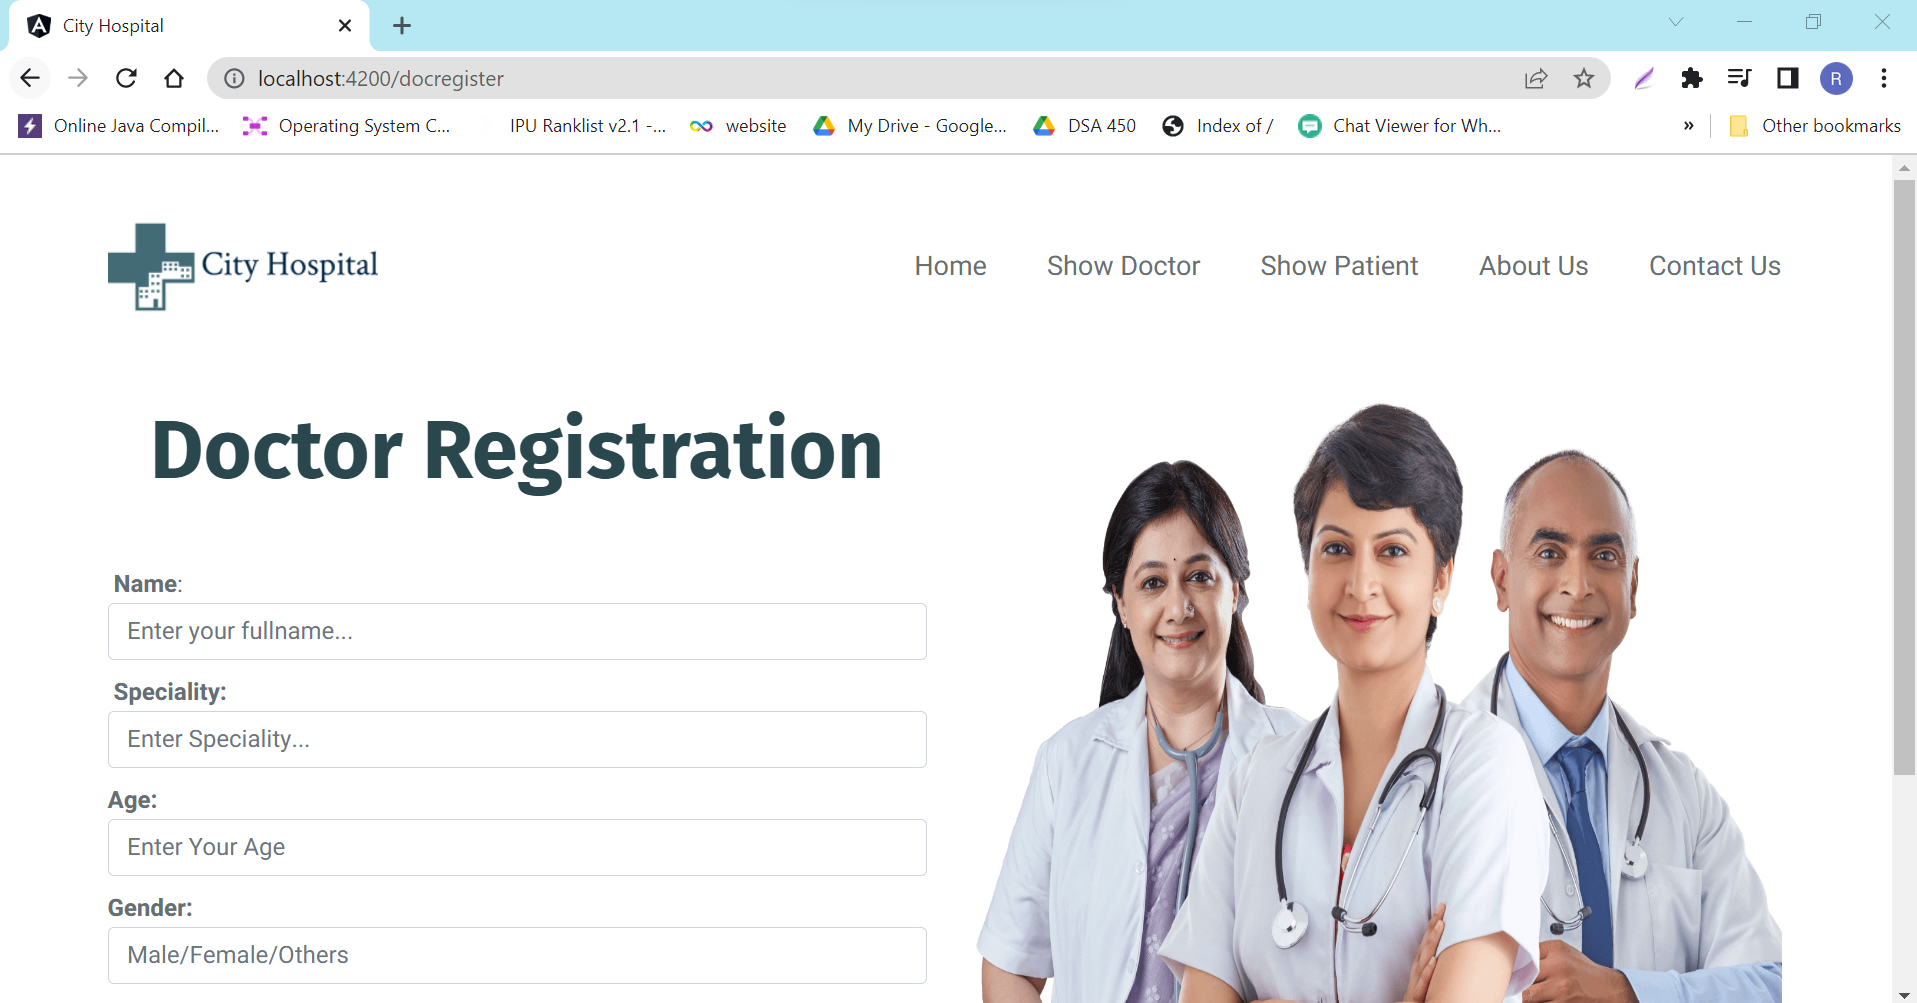 City Hospital
localhost:4200/docregister
R
Online Java Compil... Operating System C... IPU Ranklist v2.1 -... website My Drive - Google... DSA 450 Index of / Chat Viewer for Wh... » Other bookmarks
City Hospital
Home Show Doctor Show Patient About Us Contact Us
Doctor Registration
Name:
Enter your fullname...
Speciality:
Enter Speciality...
Age:
Enter Your Age
Gender:
Male/Female/Others